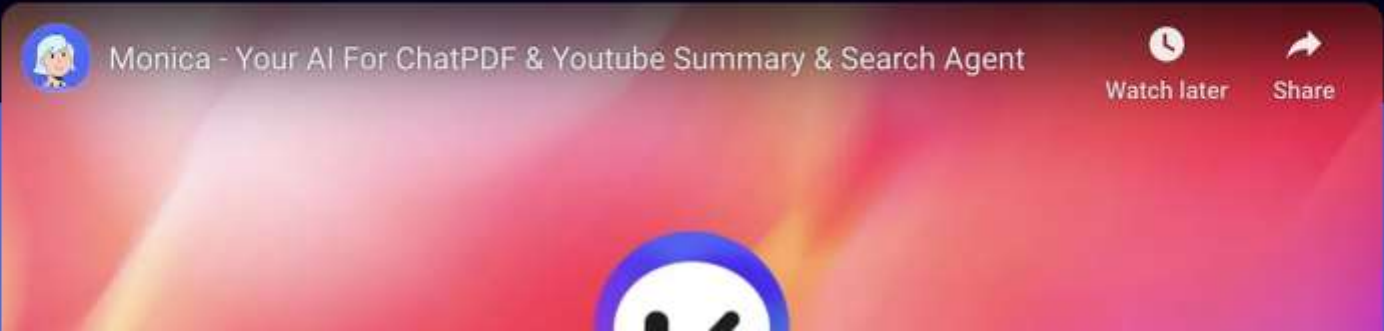 Monica - Your AI For ChatPDF & Youtube Summary & Search Agent
Watch later
Share